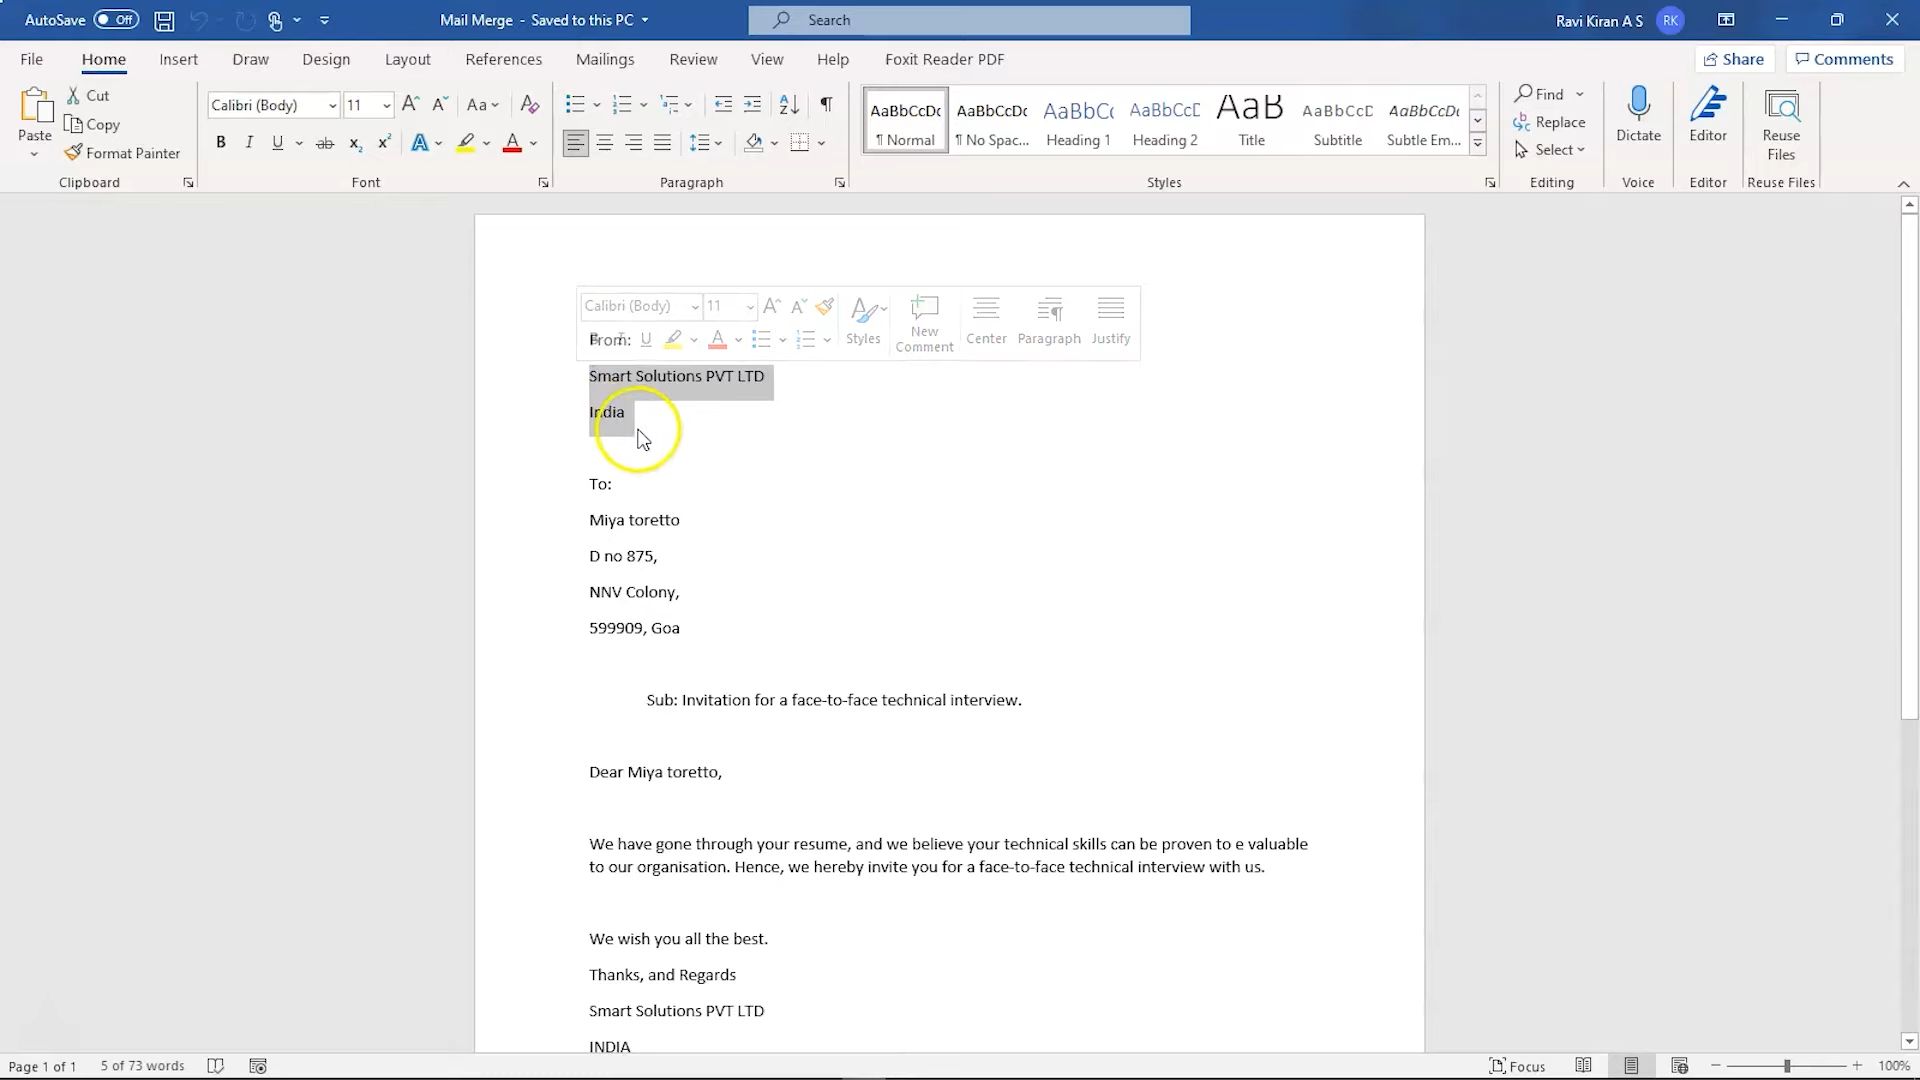 AutoSave Off Mail Merge - Saved to this PC Search Ravi Kiran A S RK
File Home Insert Draw Design Layout References Mailings Review View Help Foxit Reader PDF Share Comments
Paste Cut Copy Format Painter
Calibri (Body) 11 Aa
B I U ab x₂ x² A A
AaBbCcDc AaBbCcDc AaBbCc AaBbCcD AaB AaBbCcD AaBbCcDc
¶ Normal ¶ No Spac... Heading 1 Heading 2 Title Subtitle Subtle Em...
Find Replace Select
Dictate Editor Reuse Files
Clipboard Font Paragraph Styles Editing Voice Editor Reuse Files
Calibri (Body) 11 Styles New Comment Center Paragraph Justify
From:
Smart Solutions PVT LTD
India
To:
Miya toretto
D no 875,
NNV Colony,
599909, Goa
Sub: Invitation for a face-to-face technical interview.
Dear Miya toretto,
We have gone through your resume, and we believe your technical skills can be proven to e valuable
to our organisation. Hence, we hereby invite you for a face-to-face technical interview with us.
We wish you all the best.
Thanks, and Regards
Smart Solutions PVT LTD
INDIA
Page 1 of 1 5 of 73 words Focus 100%